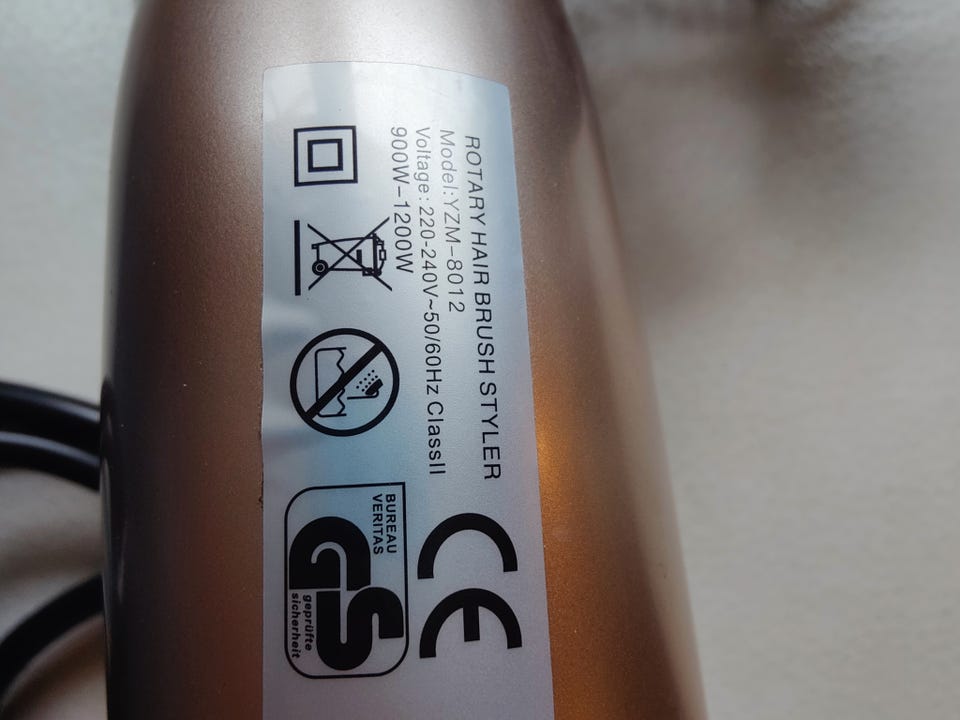 ROTARY HAIR BRUSH STYLER
Model:YZM-8012
Voltage: 220-240V~50/60Hz ClassII
900W-1200W
CE
BUREAU
VERITAS
GS
geprüfte
sicherheit